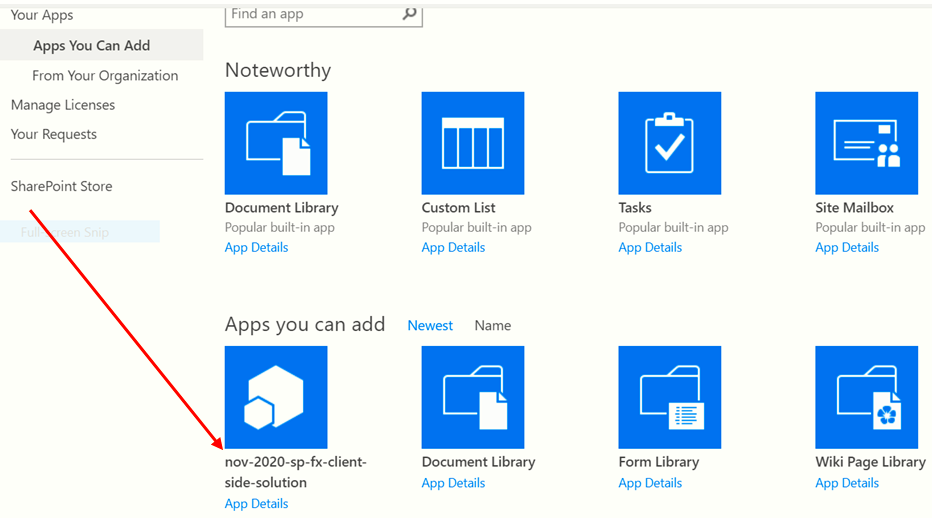 Your Apps
Apps You Can Add
From Your Organization
Manage Licenses
Your Requests
SharePoint Store
Full-screen Snip
Find an app
Noteworthy
Document Library
Popular built-in app
App Details
Custom List
Popular built-in app
App Details
Tasks
Popular built-in app
App Details
Site Mailbox
Popular built-in app
App Details
Apps you can add
Newest
Name
nov-2020-sp-fx-client-
side-solution
App Details
Document Library
App Details
Form Library
App Details
Wiki Page Library
App Details